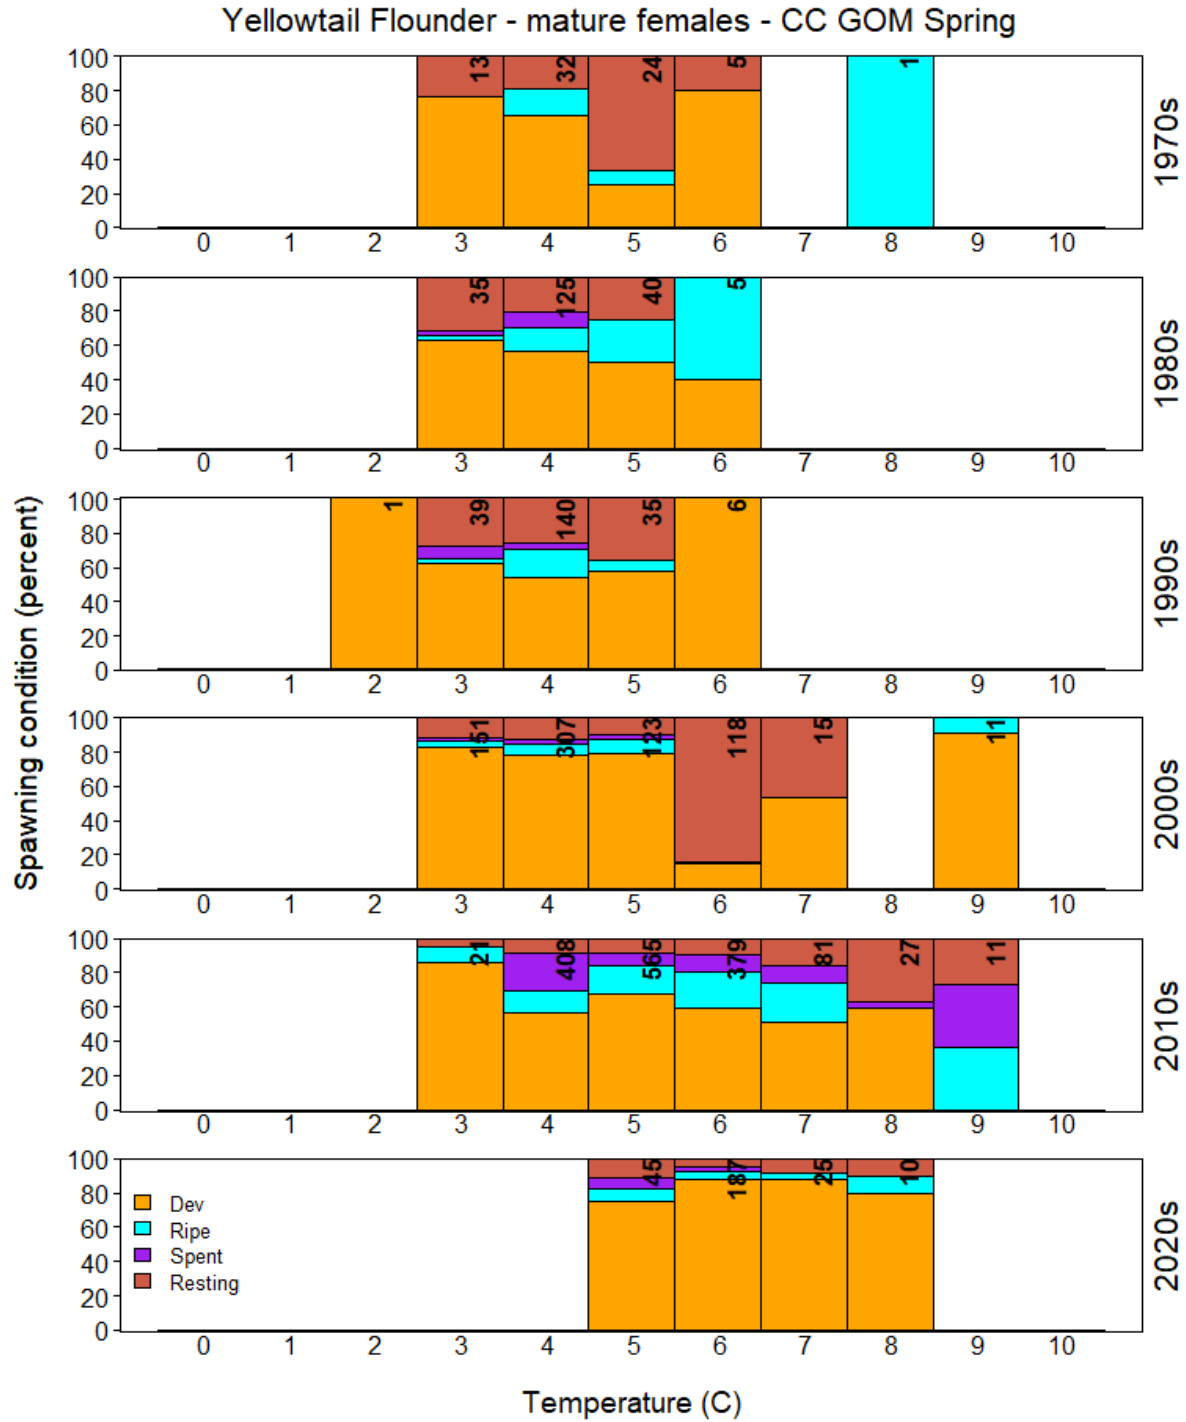 Yellowtail Flounder - mature females - CC GOM Spring
100 80 60 40 20 0
13 32 24 5 1
0 1 2 3 4 5 6 7 8 9 10
1970s
100 80 60 40 20 0
35 125 40 5
0 1 2 3 4 5 6 7 8 9 10
1980s
100 80 60 40 20 0
1 39 140 35 6
0 1 2 3 4 5 6 7 8 9 10
1990s
100 80 60 40 20 0
151 307 123 118 15 11
0 1 2 3 4 5 6 7 8 9 10
2000s
100 80 60 40 20 0
21 408 565 379 81 27 11
0 1 2 3 4 5 6 7 8 9 10
2010s
100 80 60 40 20 0
45 187 25 10
Dev
Ripe
Spent
Resting
0 1 2 3 4 5 6 7 8 9 10
2020s
Spawning condition (percent)
Temperature (C)